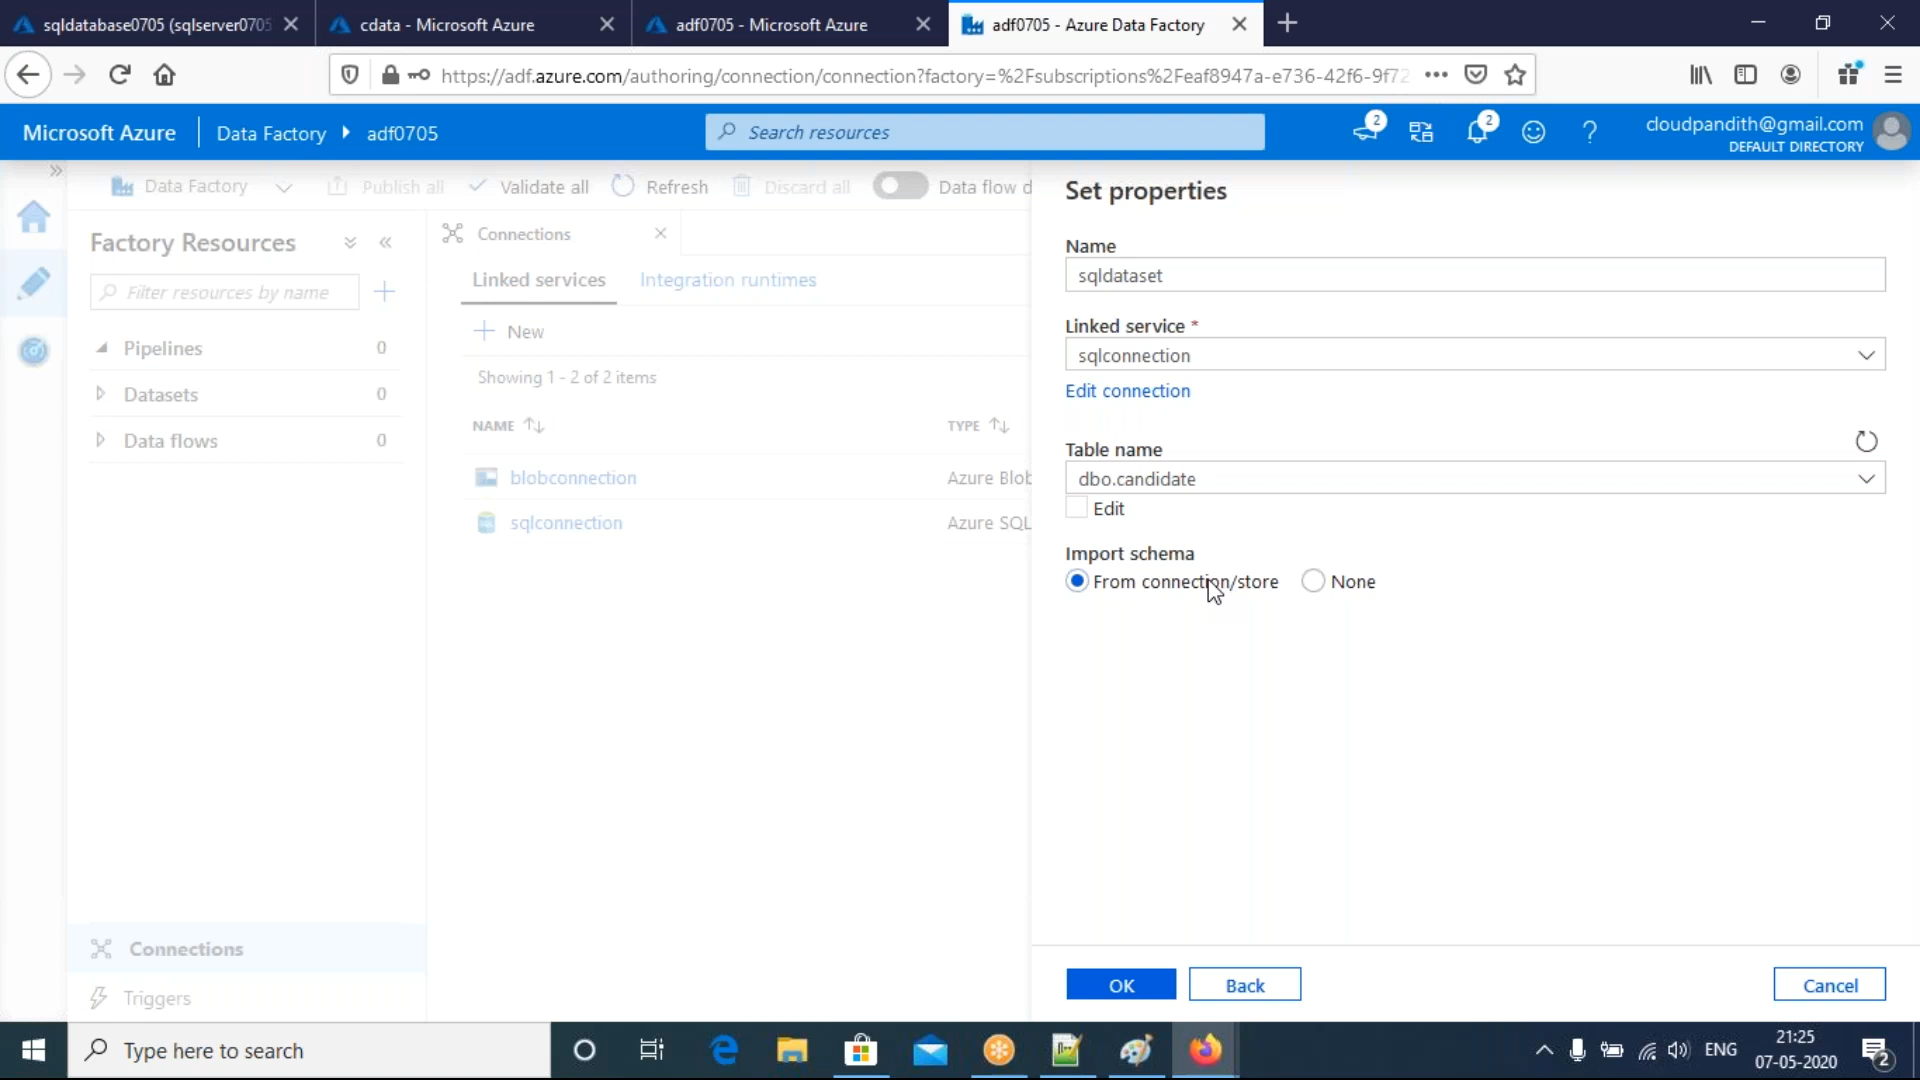 sqldatabase0705 (sqlserver0705
cdata - Microsoft Azure
adf0705 - Microsoft Azure
adf0705 - Azure Data Factory
https://adf.azure.com/authoring/connection/connection?factory=%2Fsubscriptions%2Feaf8947a-e736-42f6-9f72
Microsoft Azure
Data Factory
adf0705
Search resources
2
2
?
cloudpandith@gmail.com
DEFAULT DIRECTORY
Data Factory
Publish all
Validate all
Refresh
Discard all
Data flow d
Factory Resources
Filter resources by name
Pipelines 0
Datasets 0
Data flows 0
Connections
Triggers
Connections
Linked services
Integration runtimes
New
Showing 1 - 2 of 2 items
NAME
TYPE
blobconnection
Azure Blob
sqlconnection
Azure SQL
Set properties
Name
sqldataset
Linked service *
sqlconnection
Edit connection
Table name
dbo.candidate
Edit
Import schema
From connection/store
None
OK
Back
Cancel
Type here to search
ENG
21:25
07-05-2020
2